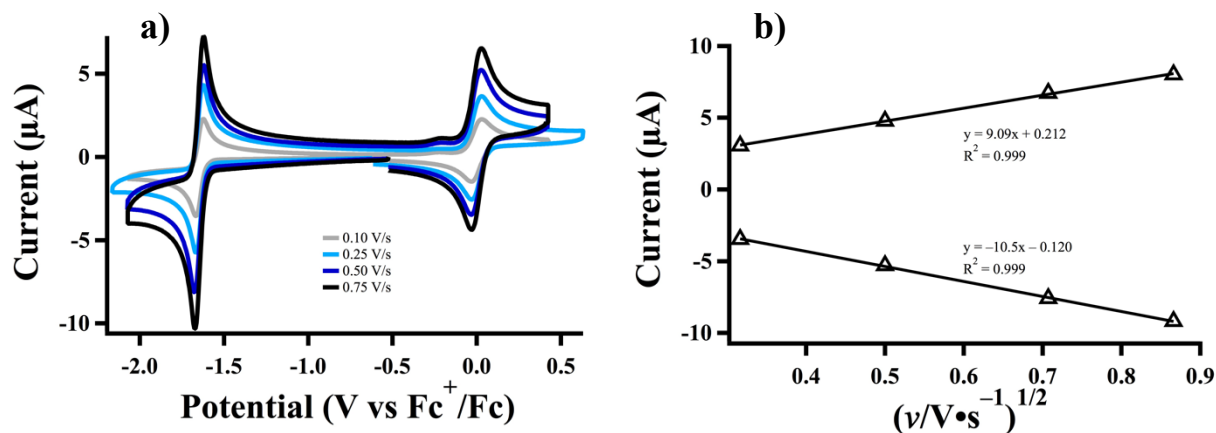 a)
Current (µA)
5
0
-5
-10
0.10 V/s
0.25 V/s
0.50 V/s
0.75 V/s
-2.0 -1.5 -1.0 -0.5 0.0 0.5
Potential (V vs Fc⁺/Fc)
b)
Current (µA)
10
5
0
-5
-10
y = 9.09x + 0.212
R² = 0.999
y = –10.5x – 0.120
R² = 0.999
0.4 0.5 0.6 0.7 0.8 0.9
(v/V•s⁻¹)¹/²